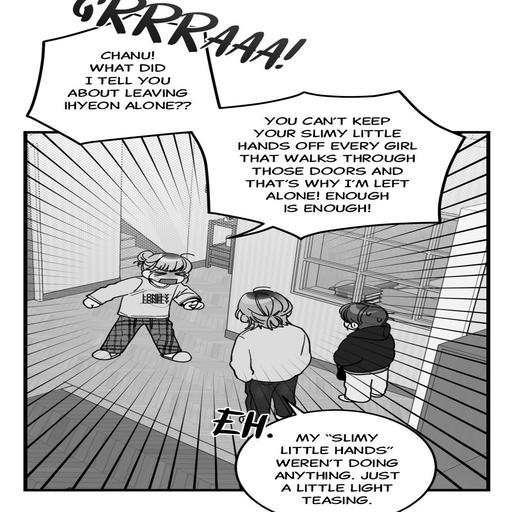 GRRRAAA!
CHANU!
WHAT DID
I TELL YOU
ABOUT LEAVING
IHYEON ALONE??
YOU CAN'T KEEP
YOUR SLIMY LITTLE
HANDS OFF EVERY GIRL
THAT WALKS THROUGH
THOSE DOORS AND
THAT'S WHY I'M LEFT
ALONE! ENOUGH
IS ENOUGH!
LONELY
EH.
MY "SLIMY
LITTLE HANDS"
WEREN'T DOING
ANYTHING. JUST
A LITTLE LIGHT
TEASING.